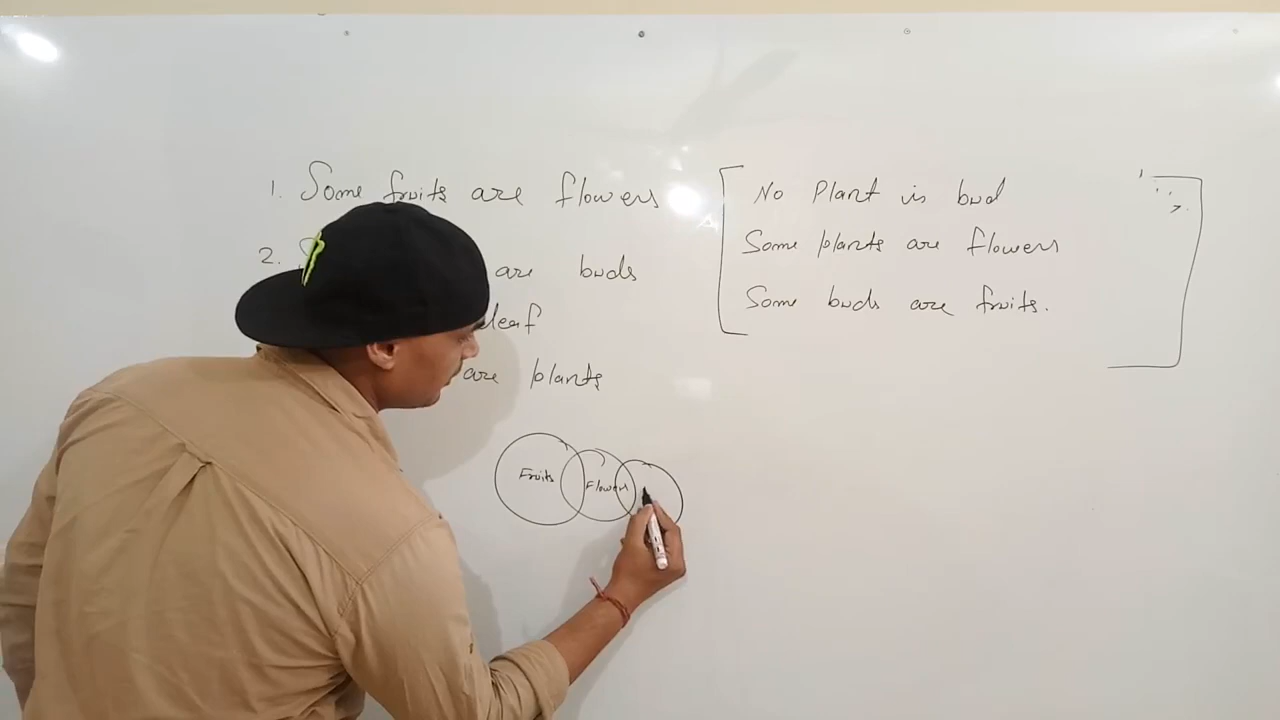 1. Some fruits are flowers
2. are buds
leaf
are plants
No Plant is bud
Some plants are flowers
Some buds are fruits.
Fruits
Flowers